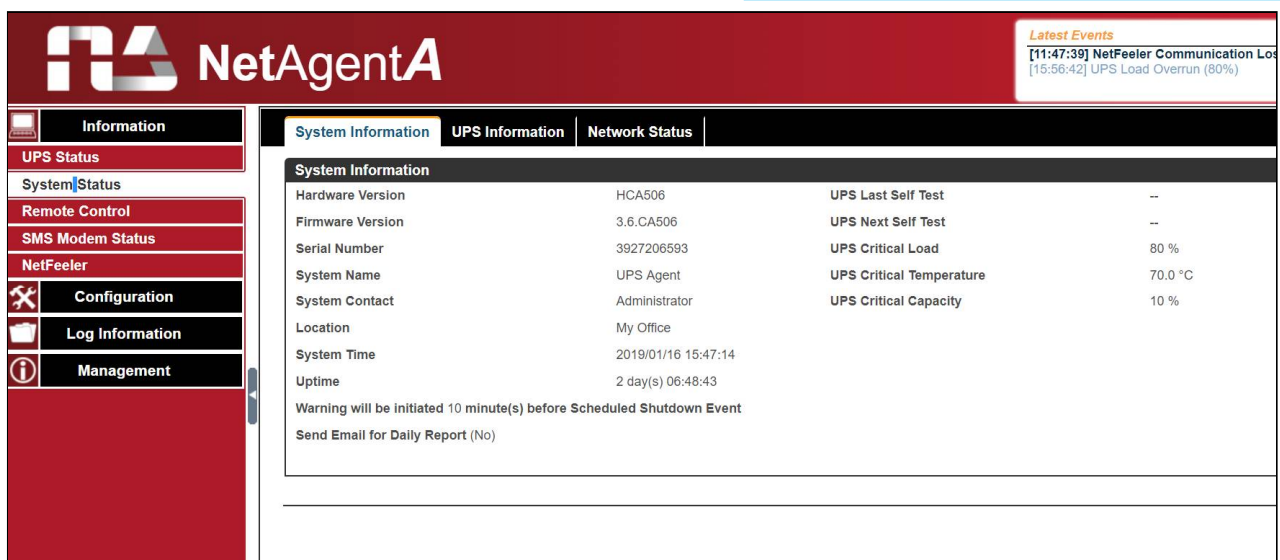 NetAgentA
Latest Events
[11:47:39] NetFeeler Communication Los
[15:56:42] UPS Load Overrun (80%)
Information
UPS Status
System Status
Remote Control
SMS Modem Status
NetFeeler
Configuration
Log Information
Management
System Information UPS Information Network Status
System Information
Hardware Version HCA506 UPS Last Self Test --
Firmware Version 3.6.CA506 UPS Next Self Test --
Serial Number 3927206593 UPS Critical Load 80 %
System Name UPS Agent UPS Critical Temperature 70.0 °C
System Contact Administrator UPS Critical Capacity 10 %
Location My Office
System Time 2019/01/16 15:47:14
Uptime 2 day(s) 06:48:43
Warning will be initiated 10 minute(s) before Scheduled Shutdown Event
Send Email for Daily Report (No)